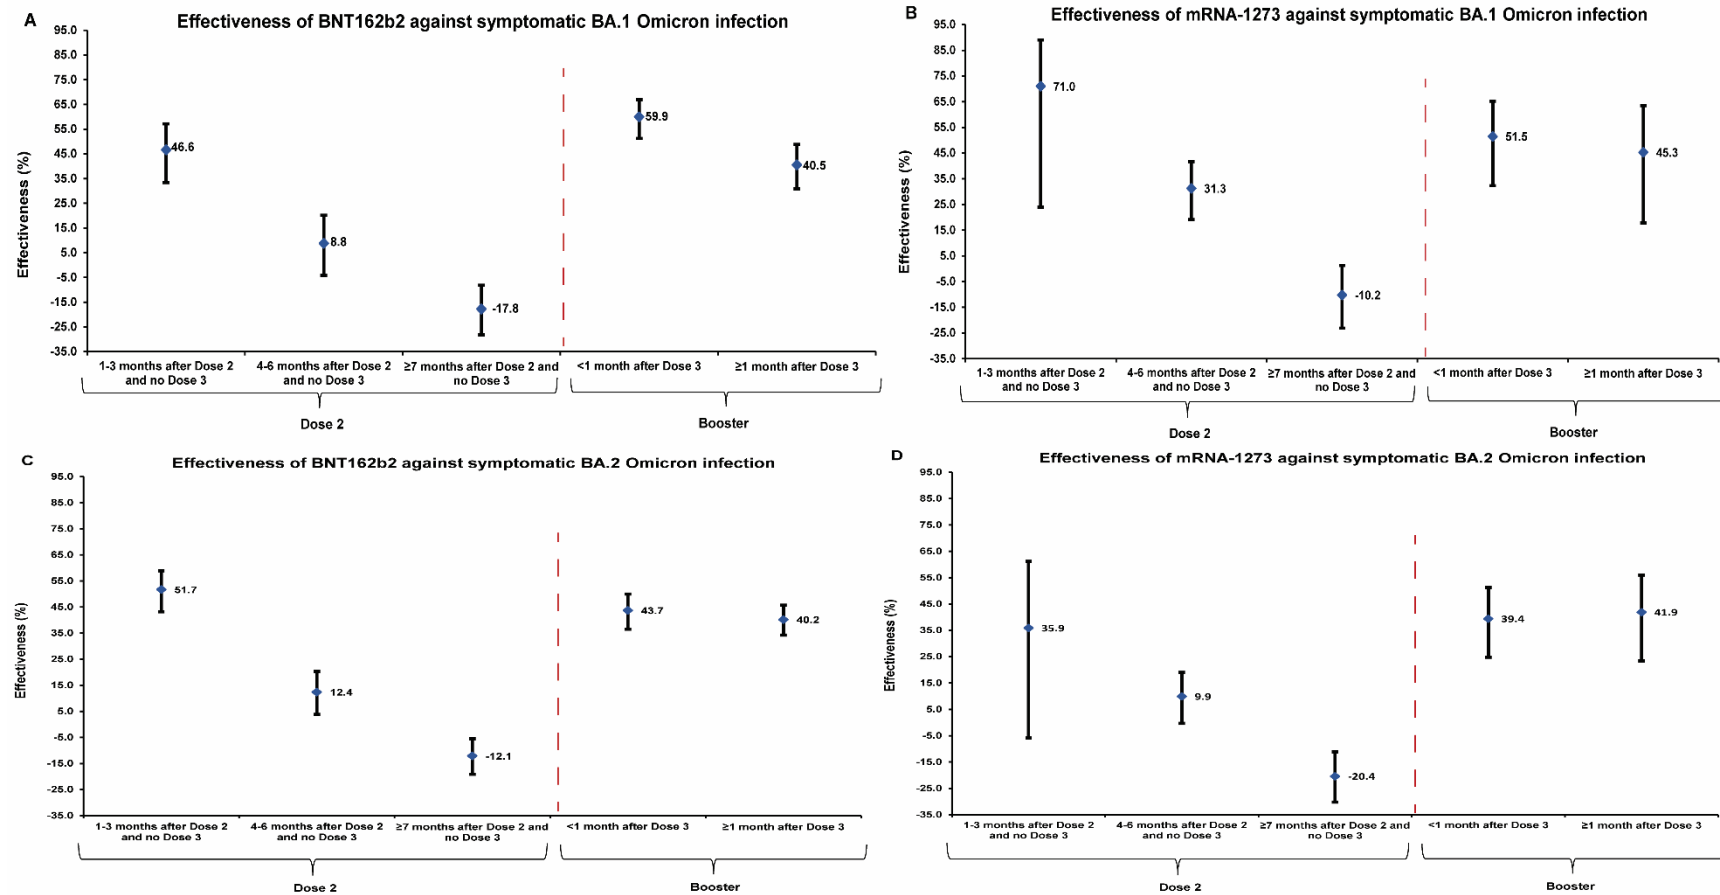 A
Effectiveness of BNT162b2 against symptomatic BA.1 Omicron infection
95.0
85.0
75.0
65.0
55.0
45.0
35.0
25.0
15.0
5.0
-5.0
-15.0
-25.0
-35.0
Effectiveness (%)
46.6
8.8
-17.8
59.9
40.5
1-3 months after Dose 2
and no Dose 3
4-6 months after Dose 2
and no Dose 3
≥7 months after Dose 2 and
no Dose 3
<1 month after Dose 3
≥1 month after Dose 3
Dose 2
Booster
B
Effectiveness of mRNA-1273 against symptomatic BA.1 Omicron infection
95.0
85.0
75.0
65.0
55.0
45.0
35.0
25.0
15.0
5.0
-5.0
-15.0
-25.0
-35.0
Effectiveness (%)
71.0
31.3
-10.2
51.5
45.3
1-3 months after Dose 2
and no Dose 3
4-6 months after Dose 2
and no Dose 3
≥7 months after Dose 2 and
no Dose 3
<1 month after Dose 3
≥1 month after Dose 3
Dose 2
Booster
C
Effectiveness of BNT162b2 against symptomatic BA.2 Omicron infection
95.0
85.0
75.0
65.0
55.0
45.0
35.0
25.0
15.0
5.0
-5.0
-15.0
-25.0
-35.0
Effectiveness (%)
51.7
12.4
-12.1
43.7
40.2
1-3 months after Dose 2
and no Dose 3
4-6 months after Dose 2
and no Dose 3
≥7 months after Dose 2 and
no Dose 3
<1 month after Dose 3
≥1 month after Dose 3
Dose 2
Booster
D
Effectiveness of mRNA-1273 against symptomatic BA.2 Omicron infection
95.0
85.0
75.0
65.0
55.0
45.0
35.0
25.0
15.0
5.0
-5.0
-15.0
-25.0
-35.0
Effectiveness (%)
35.9
9.9
-20.4
39.4
41.9
1-3 months after Dose 2
and no Dose 3
4-6 months after Dose 2
and no Dose 3
≥7 months after Dose 2 and
no Dose 3
<1 month after Dose 3
≥1 month after Dose 3
Dose 2
Booster